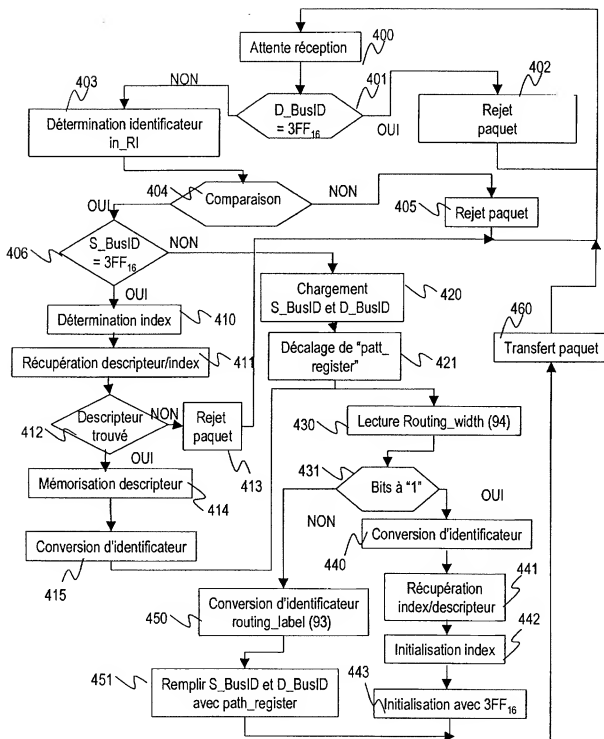 Attente réception
400
403
NON
401
402
D_BusID
= 3FF16
OUI
Rejet
paquet
Détermination identificateur
in_RI
404
Comparaison
NON
OUI
405
Rejet paquet
406
S_BusID
= 3FF16
NON
OUI
Chargement
S_BusID et D_BusID
420
Détermination index
410
460
Transfert paquet
Récupération descripteur/index
411
Décalage de “patt_
register”
421
Descripteur
trouvé
412
NON
Rejet
paquet
413
OUI
430
Lecture Routing_width (94)
Mémorisation descripteur
414
431
Bits à “1”
OUI
NON
Conversion d'identificateur
415
440
Conversion d'identificateur
441
Récupération
index/descripteur
450
Conversion d'identificateur
routing_label (93)
442
Initialisation index
451
Remplir S_BusID et D_BusID
avec path_register
443
Initialisation avec 3FF16